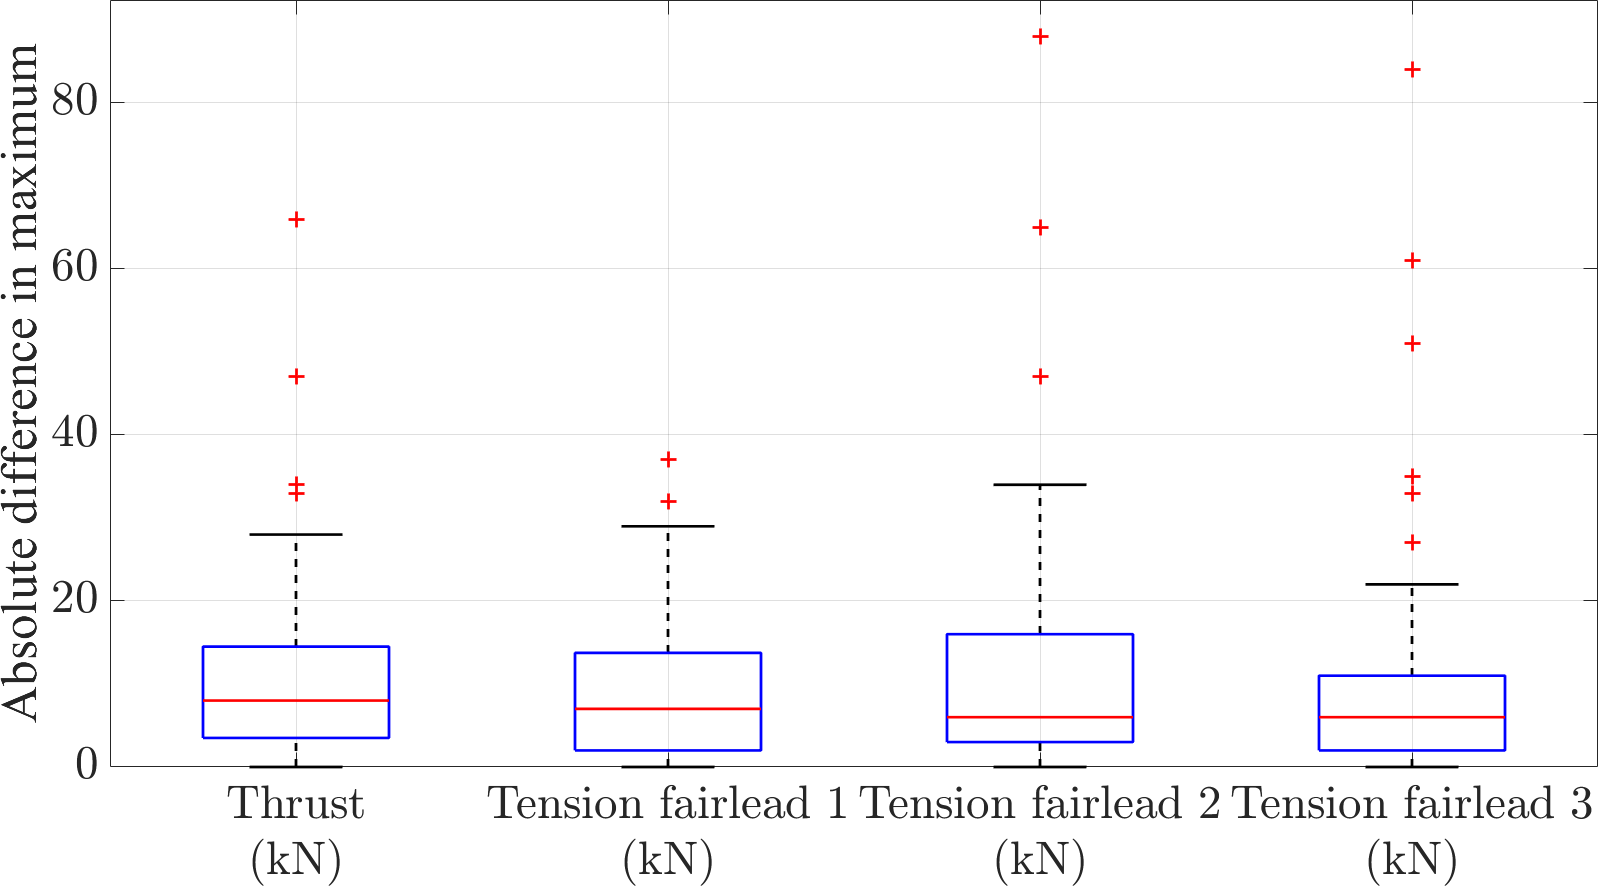 Absolute difference in maximum
80
60
40
20
0
Thrust
(kN)
Tension fairlead 1
(kN)
Tension fairlead 2
(kN)
Tension fairlead 3
(kN)